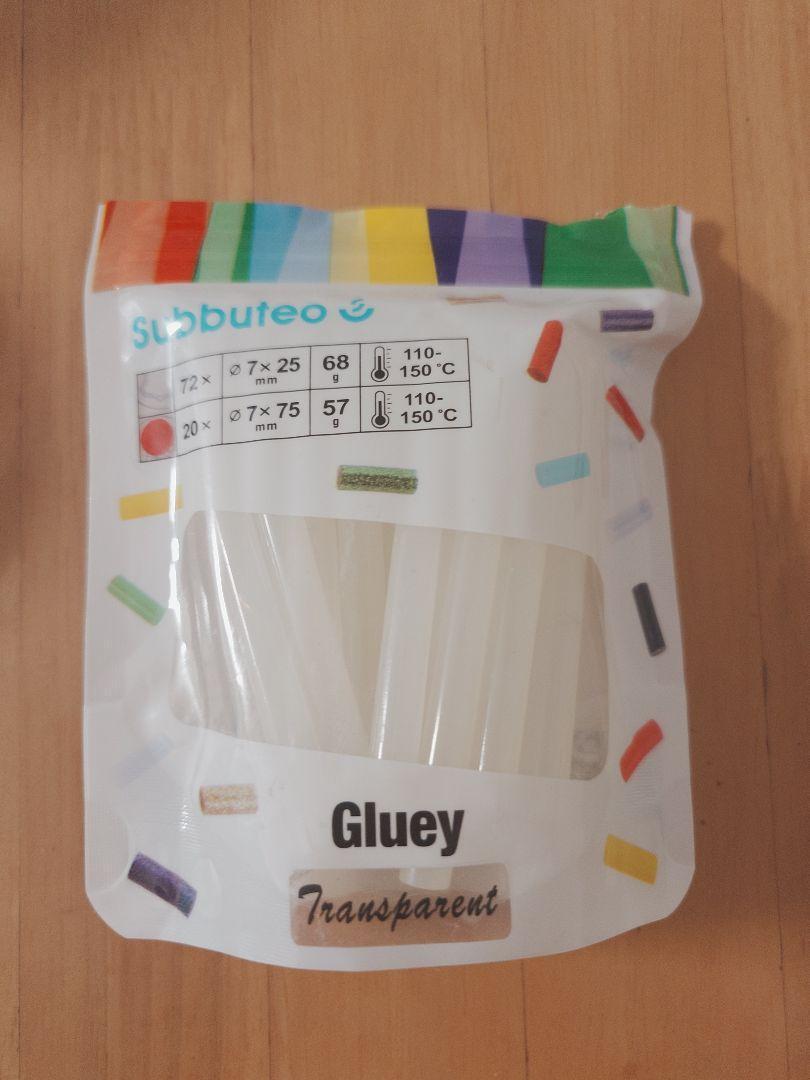 Subbuteo
72× ⌀ 7× 25 mm 68 g 110-150 °C
20× ⌀ 7× 75 mm 57 g 110-150 °C
Gluey
Transparent